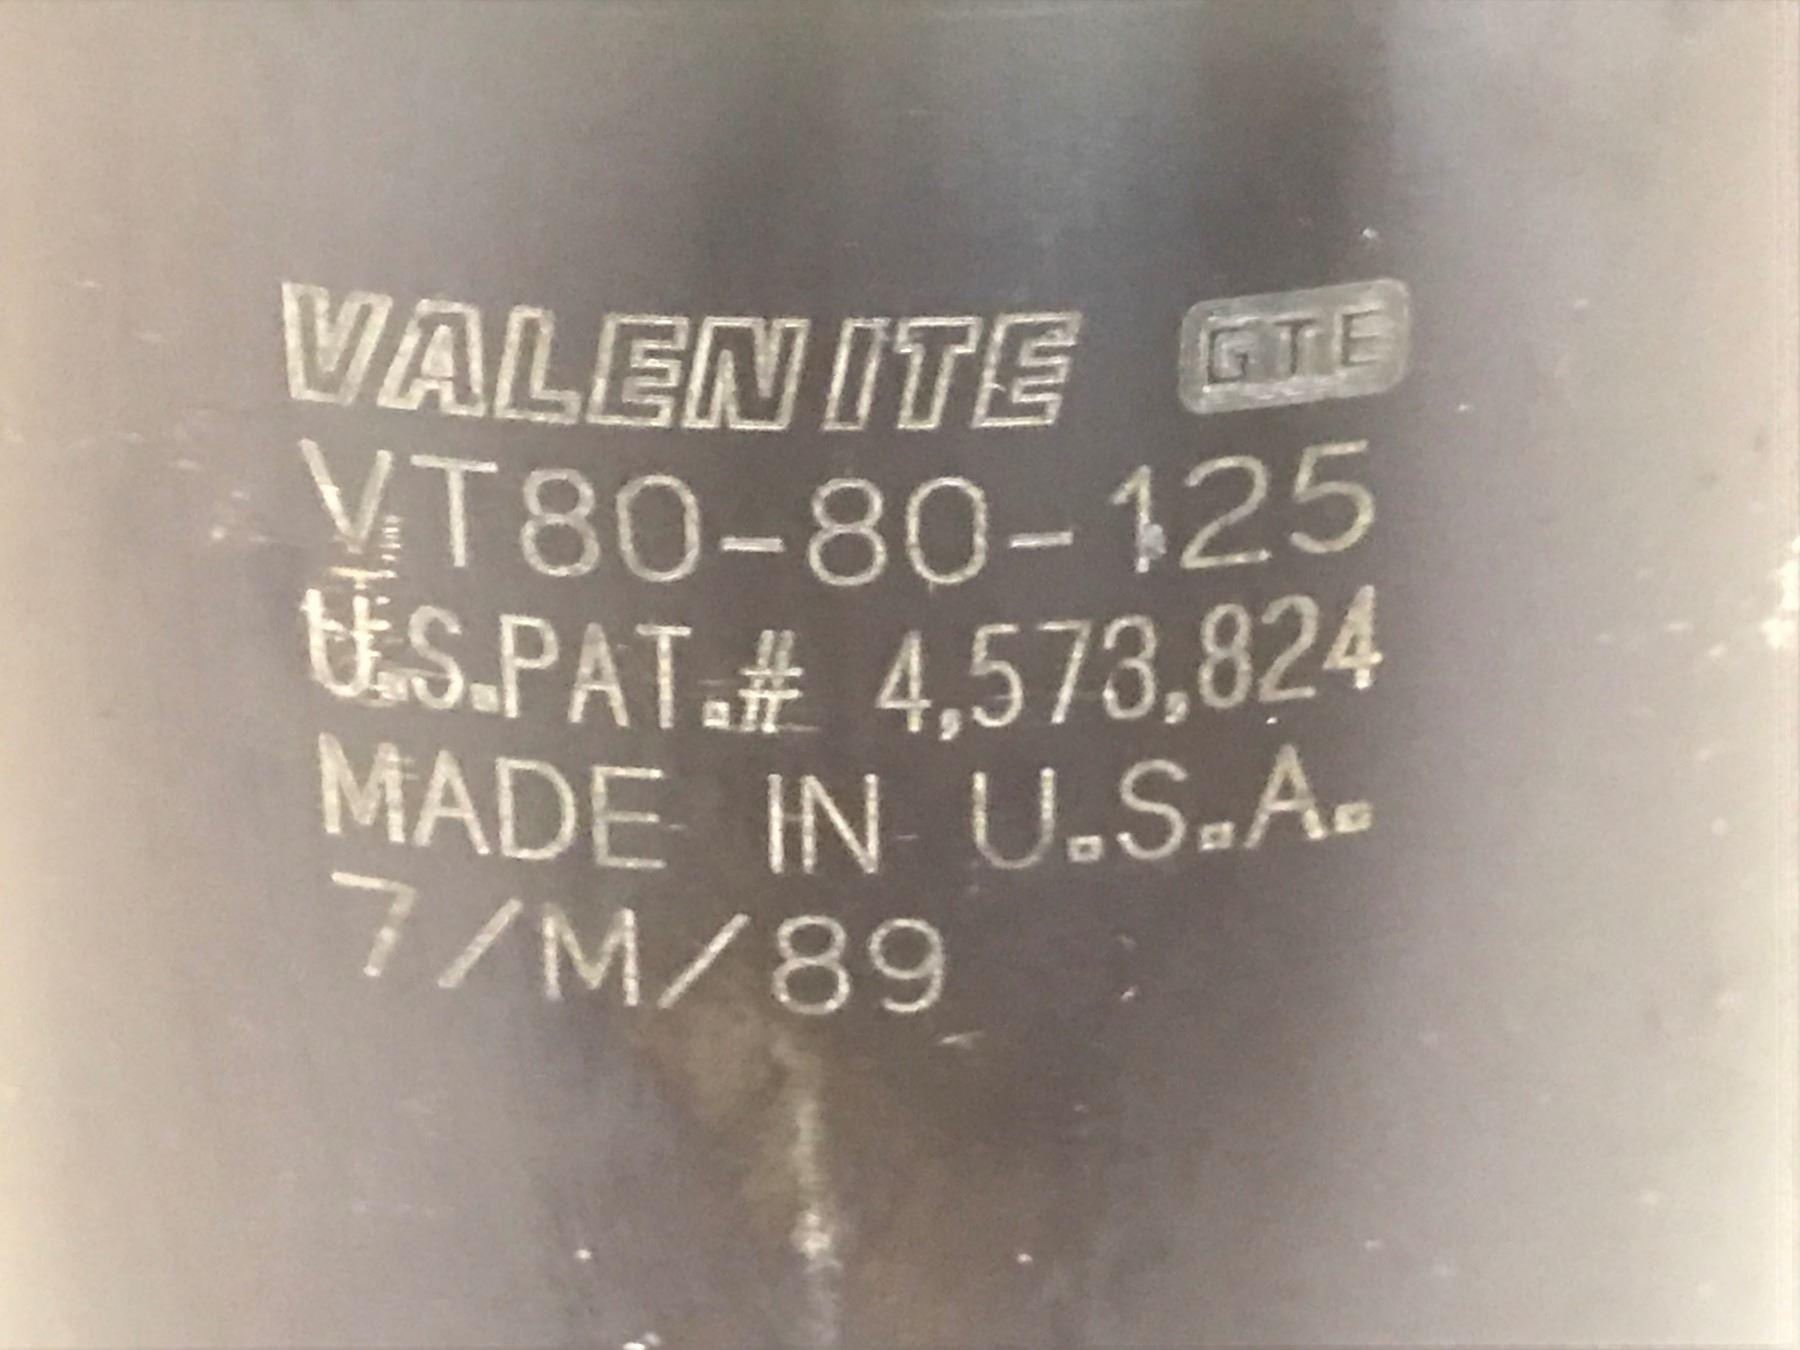 VALENITE GTE
VT80-80-125
U.S.PAT.# 4,573,824
MADE IN U.S.A.
7/M/89